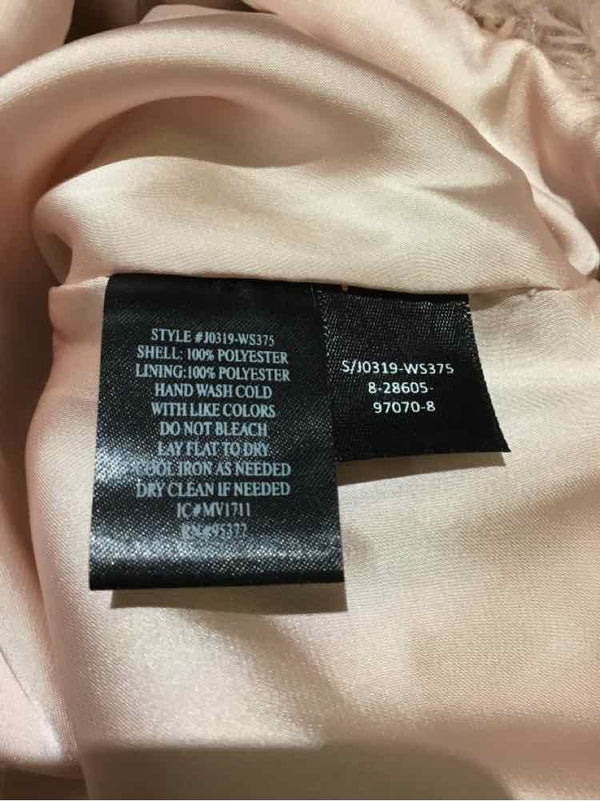 STYLE #J0319-WS375
SHELL: 100% POLYESTER
LINING:100% POLYESTER
HAND WASH COLD
WITH LIKE COLORS
DO NOT BLEACH
LAY FLAT TO DRY
COOL IRON AS NEEDED
DRY CLEAN IF NEEDED
IC#MV1711
RN#95377
S/J0319-WS375
8-28605-
97070-8